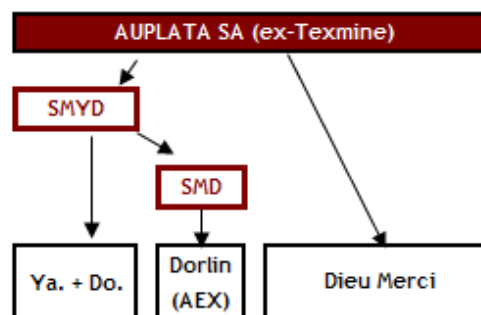 AUPLATA SA (ex-Texmine)
SMYD
SMD
Ya. + Do.
Dorlin
(AEX)
Dieu Merci